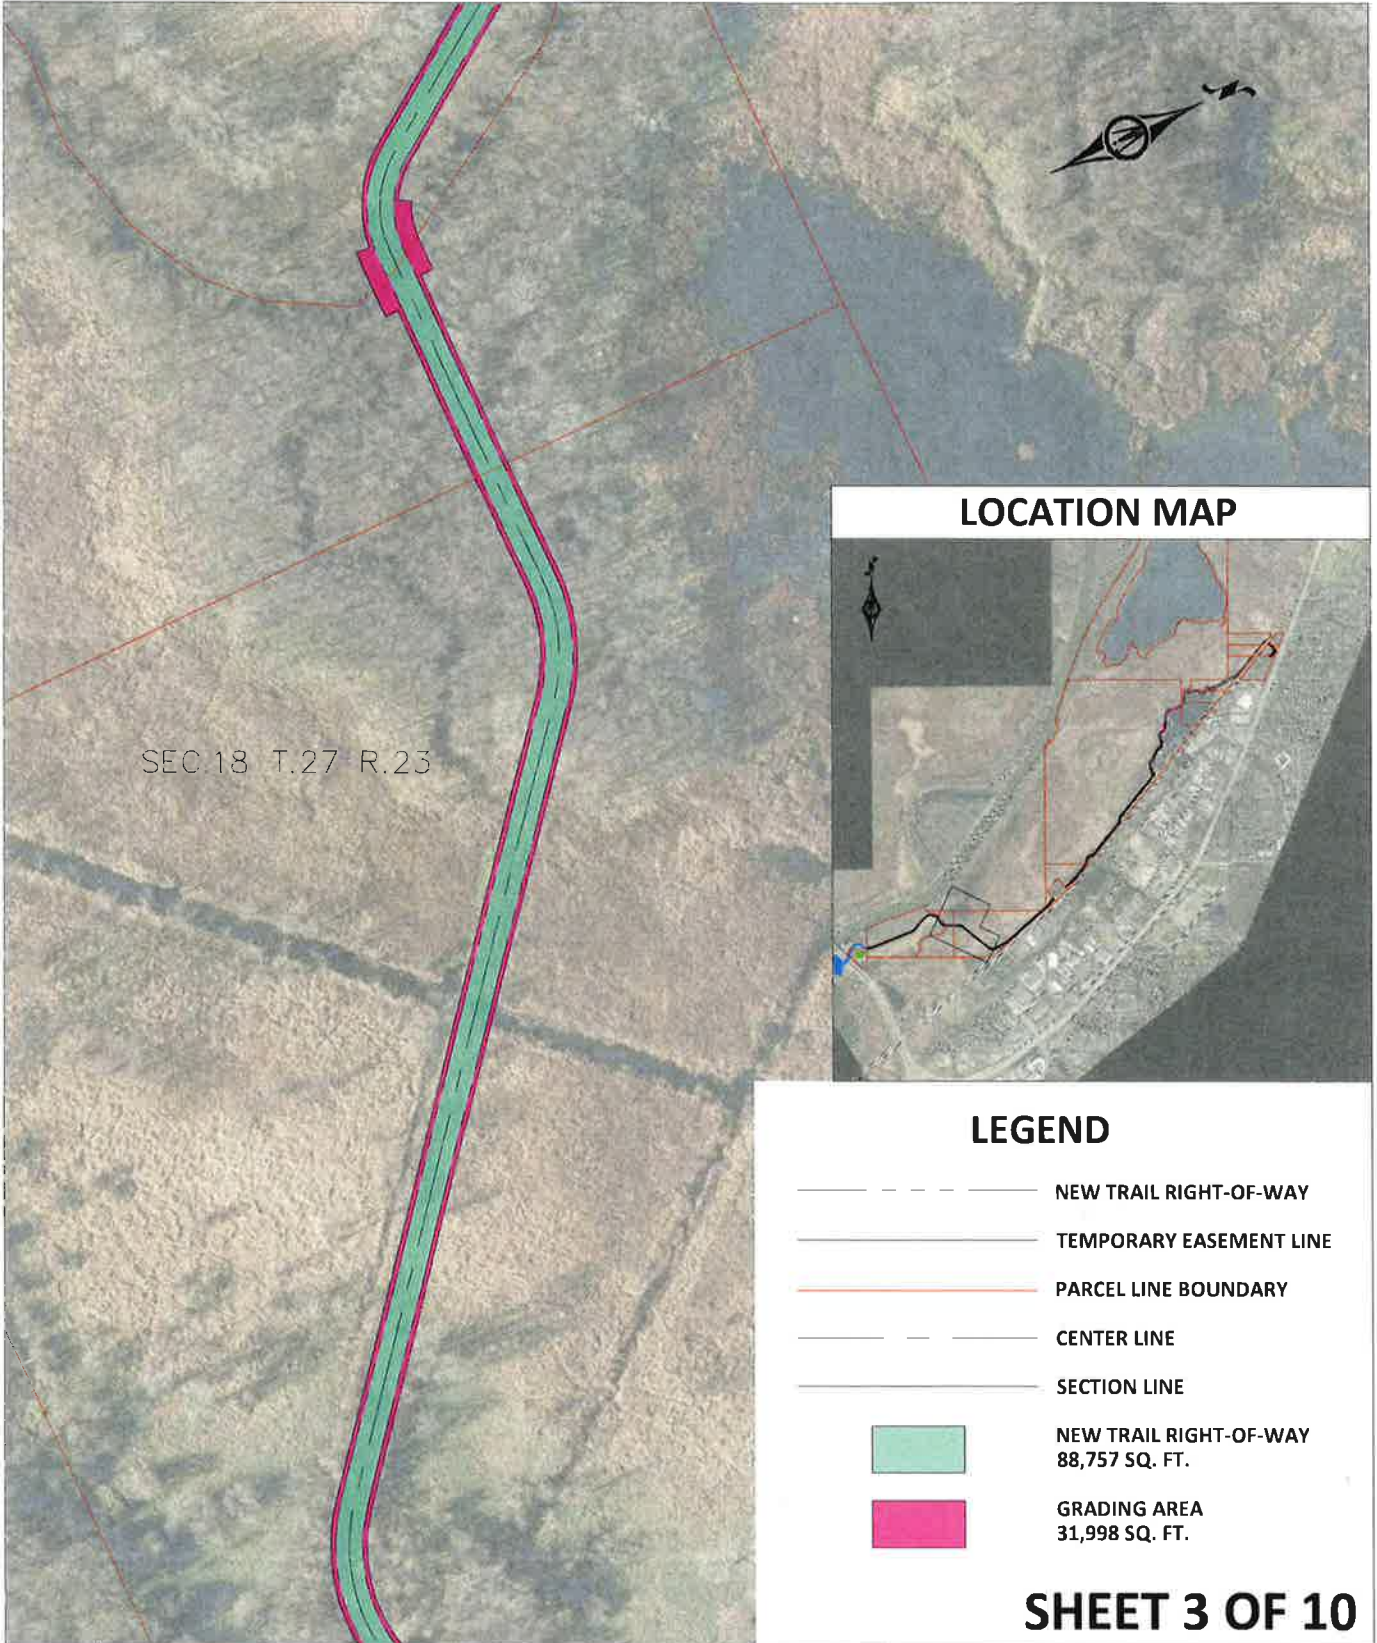 SEC.18 T.27 R.23
LOCATION MAP
LEGEND
NEW TRAIL RIGHT-OF-WAY
TEMPORARY EASEMENT LINE
PARCEL LINE BOUNDARY
CENTER LINE
SECTION LINE
NEW TRAIL RIGHT-OF-WAY
88,757 SQ. FT.
GRADING AREA
31,998 SQ. FT.
SHEET 3 OF 10